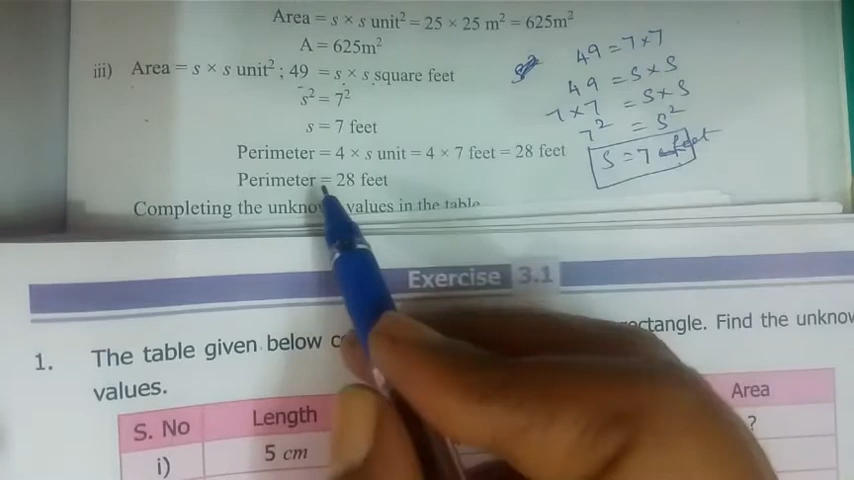 Area = s × s unit² = 25 × 25 m² = 625m²
A = 625m²
iii) Area = s × s unit² ; 49 = s × s square feet
s² = 7²
s = 7 feet
Perimeter = 4 × s unit = 4 × 7 feet = 28 feet
Perimeter = 28 feet
Completing the unknown values in the table
49 = 7×7
49 = S×S
7×7 = S×S
7² = S²
S = 7 feet
Exercise 3.1
1. The table given below rectangle. Find the unknow
values.
S. No Length Area
i) 5 cm ?